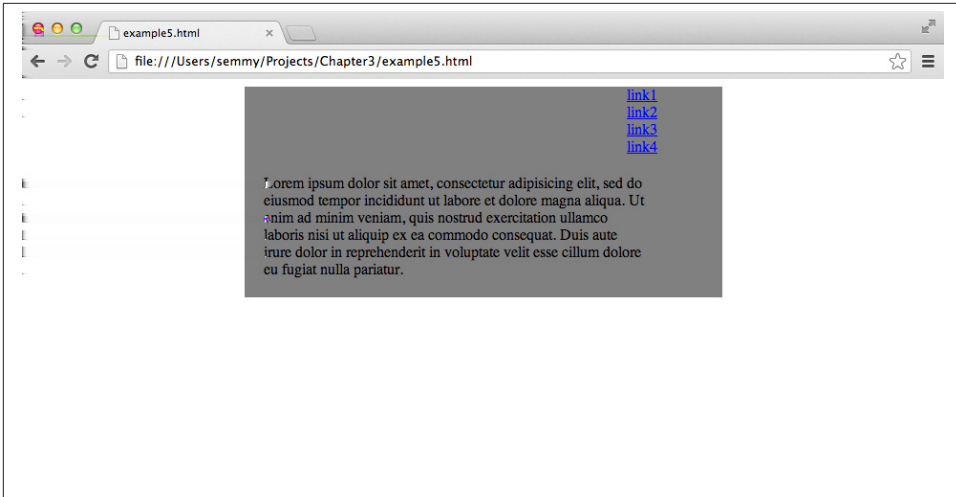 example5.html
file:///Users/semmy/Projects/Chapter3/example5.html
link1
link2
link3
link4
Lorem ipsum dolor sit amet, consectetur adipisicing elit, sed do
eiusmod tempor incididunt ut labore et dolore magna aliqua. Ut
enim ad minim veniam, quis nostrud exercitation ullamco
laboris nisi ut aliquip ex ea commodo consequat. Duis aute
irure dolor in reprehenderit in voluptate velit esse cillum dolore
eu fugiat nulla pariatur.